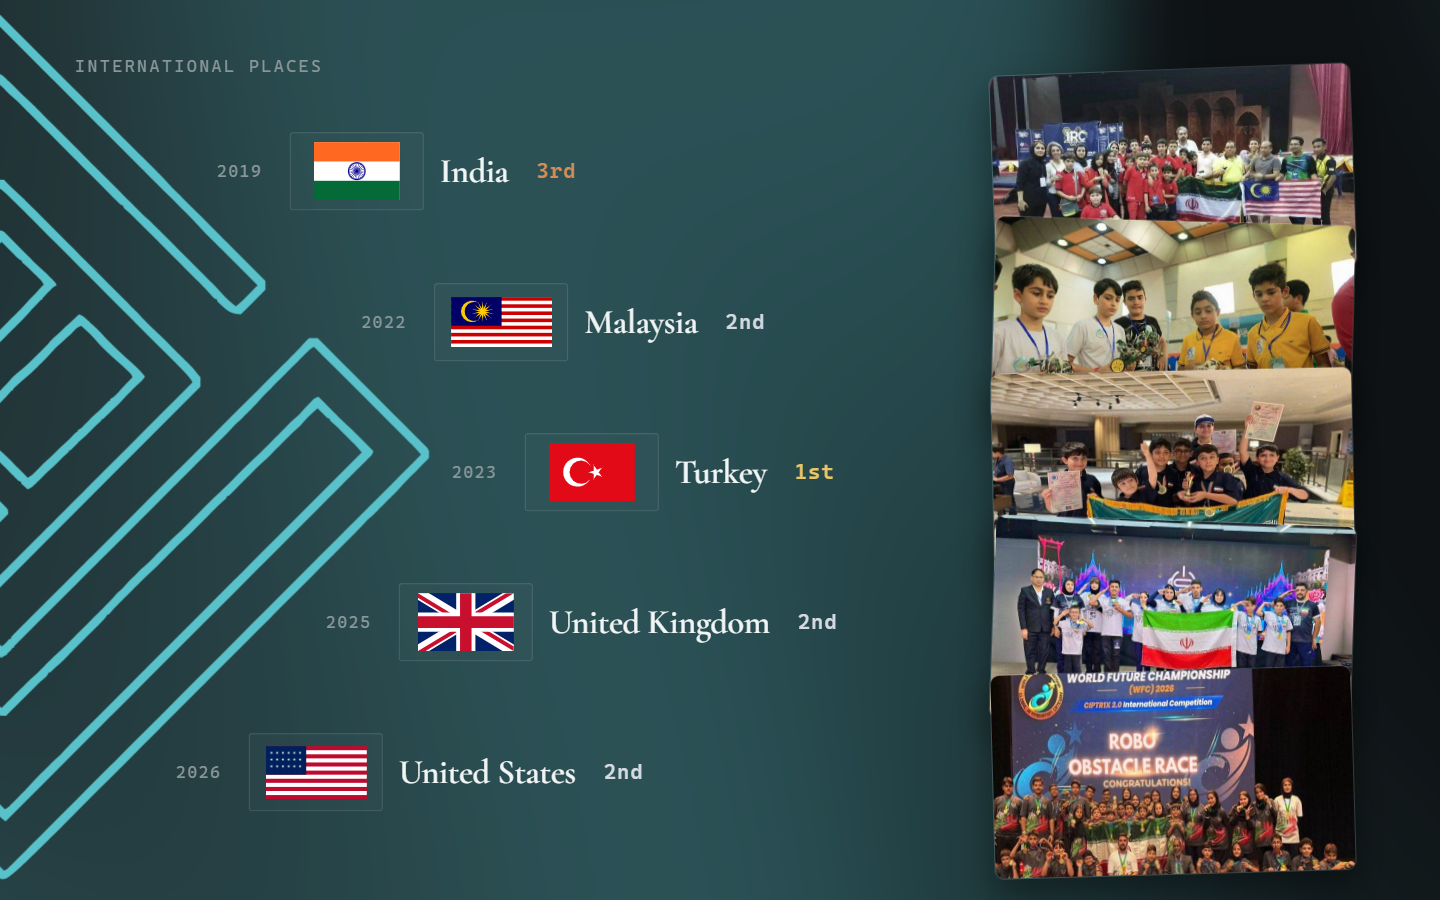 INTERNATIONAL PLACES
2019 India 3rd
2022 Malaysia 2nd
2023 Turkey 1st
2025 United Kingdom 2nd
2026 United States 2nd
IRC
WORLD FUTURE CHAMPIONSHIP
(WFC) 2026
CIPTRIX 2.0 International Competition
ROBO
OBSTACLE RACE
CONGRATULATIONS!